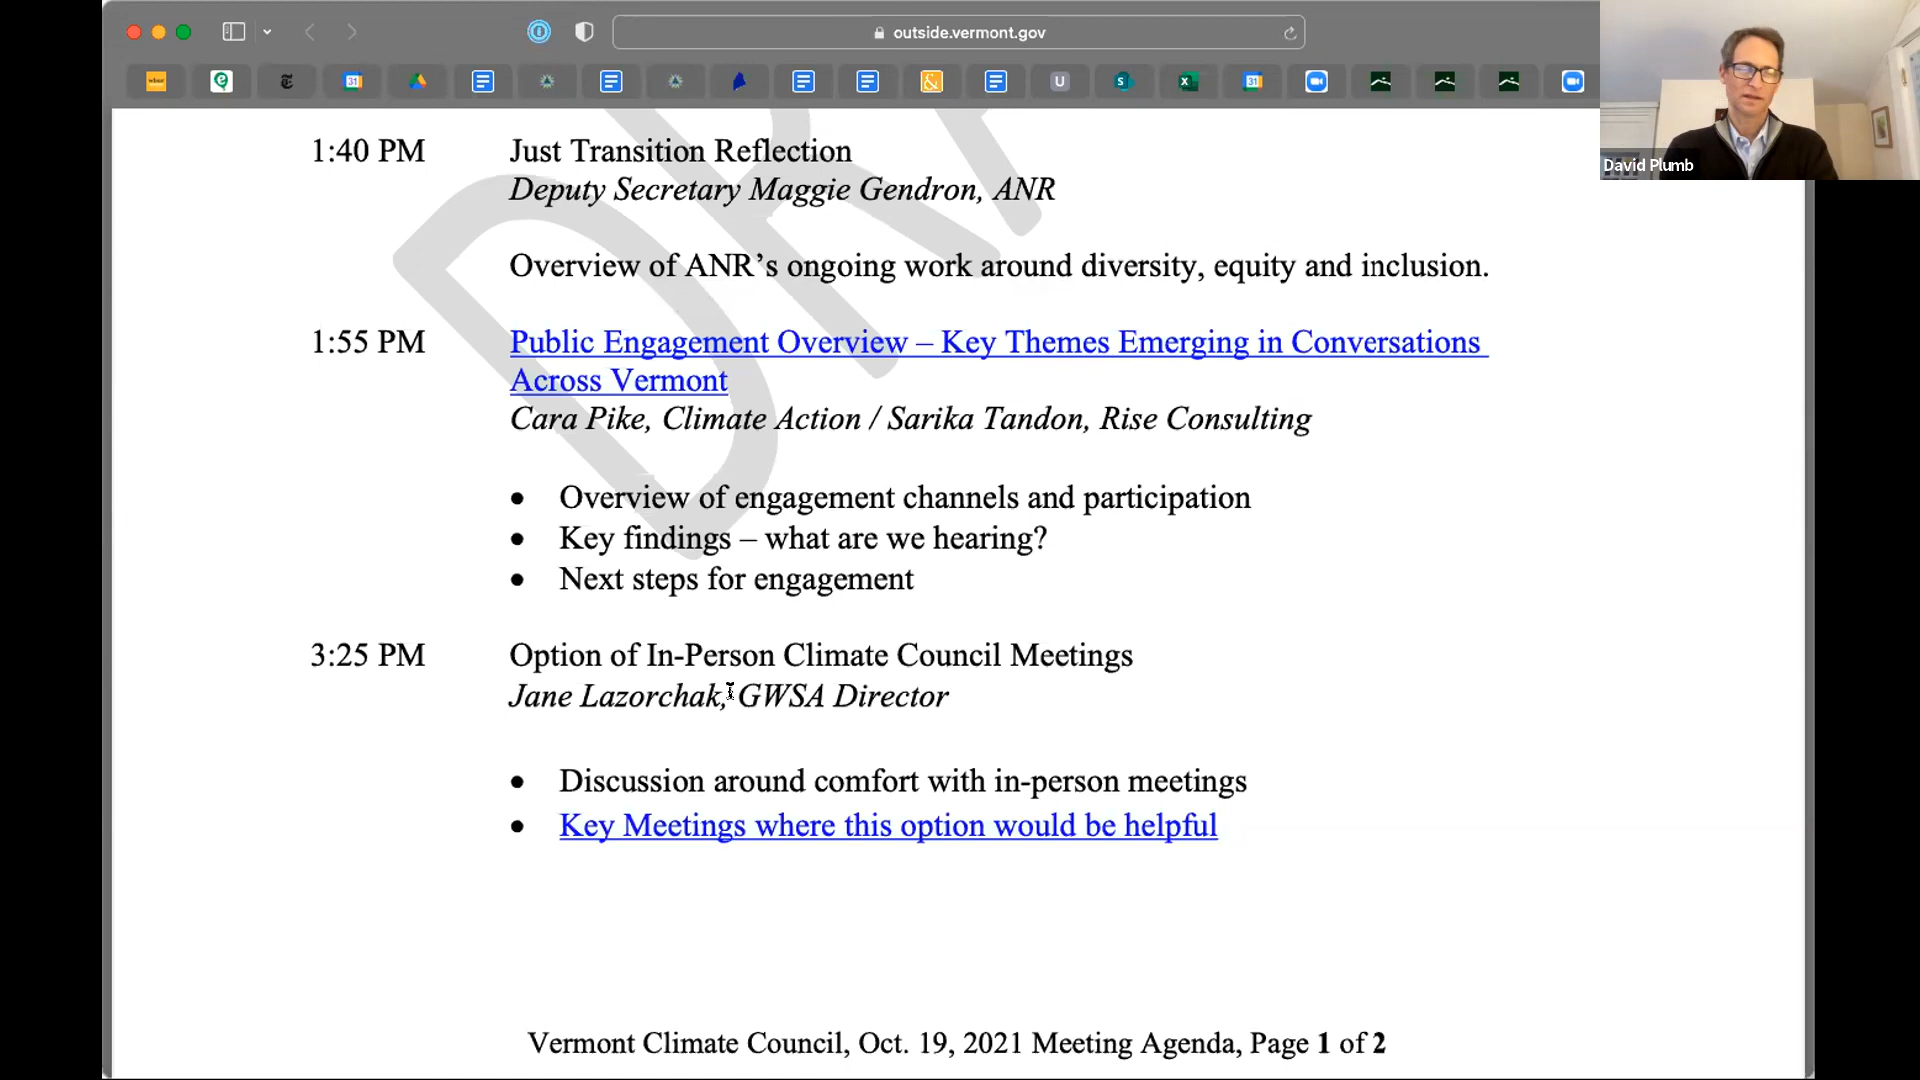 outside.vermont.gov
David Plumb
DRA
1:40 PM
Just Transition Reflection
Deputy Secretary Maggie Gendron, ANR
Overview of ANR’s ongoing work around diversity, equity and inclusion.
1:55 PM
Public Engagement Overview – Key Themes Emerging in Conversations
Across Vermont
Cara Pike, Climate Action / Sarika Tandon, Rise Consulting
• Overview of engagement channels and participation
• Key findings – what are we hearing?
• Next steps for engagement
3:25 PM
Option of In-Person Climate Council Meetings
Jane Lazorchak, GWSA Director
• Discussion around comfort with in-person meetings
• Key Meetings where this option would be helpful
Vermont Climate Council, Oct. 19, 2021 Meeting Agenda, Page 1 of 2